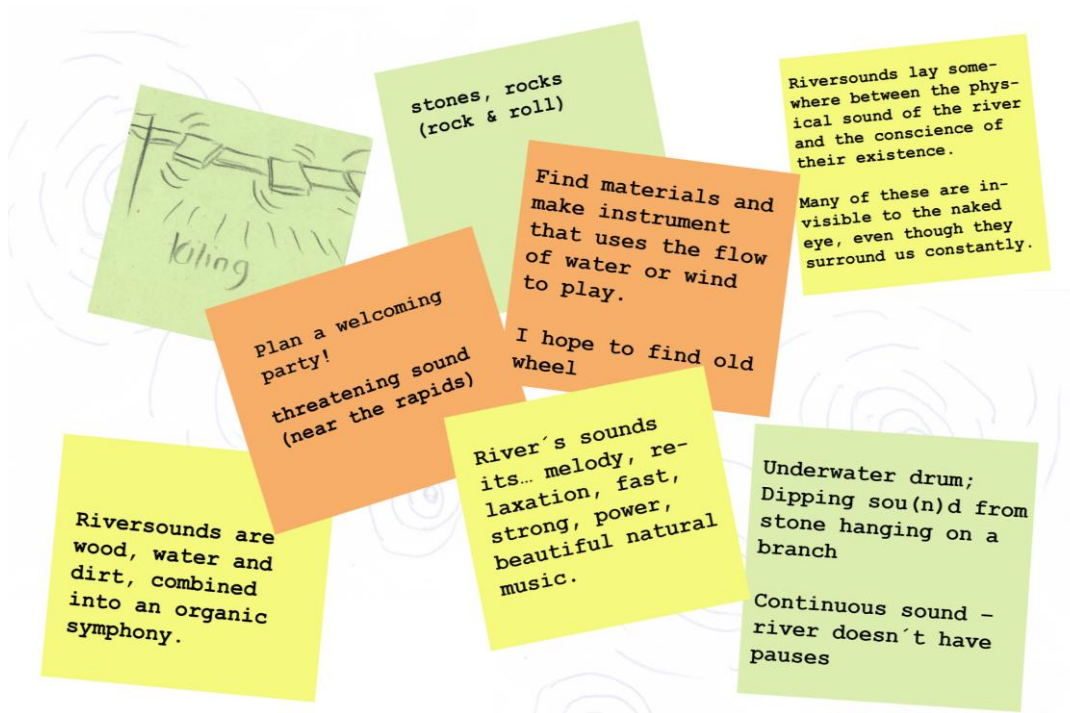 kiling
stones, rocks
(rock & roll)
Riversounds lay some-
where between the phys-
ical sound of the river
and the conscience of
their existence.
Many of these are in-
visible to the naked
eye, even though they
surround us constantly.
Find materials and
make instrument
that uses the flow
of water or wind
to play.
I hope to find old
wheel
Plan a welcoming
party!
threatening sound
(near the rapids)
Riversounds are
wood, water and
dirt, combined
into an organic
symphony.
River´s sounds
its… melody, re-
laxation, fast,
strong, power,
beautiful natural
music.
Underwater drum;
Dipping sou(n)d from
stone hanging on a
branch
Continuous sound –
river doesn´t have
pauses